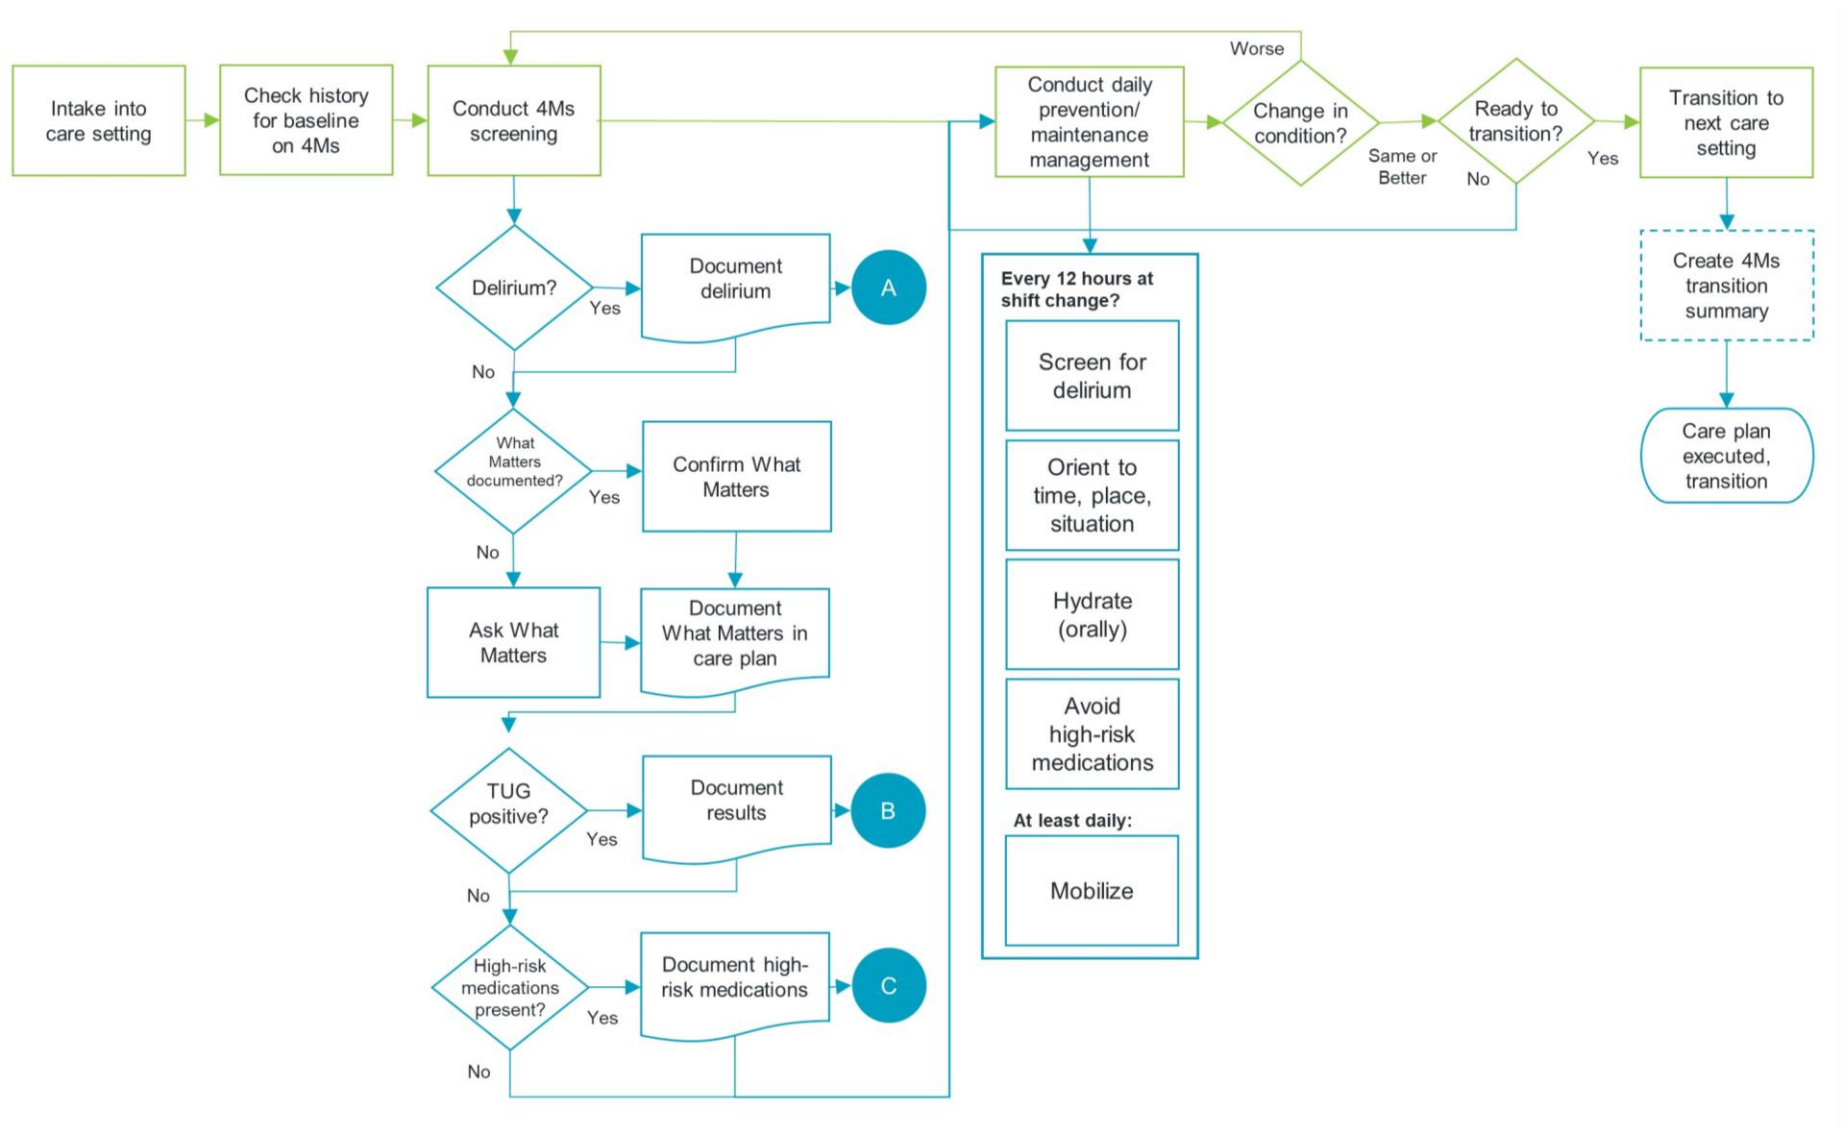 Worse
Intake into
care setting
Check history
for baseline
on 4Ms
Conduct 4Ms
screening
Conduct daily
prevention/
maintenance
management
Change in
condition?
Same or
Better
Ready to
transition?
No
Yes
Transition to
next care
setting
Delirium?
Yes
No
Document
delirium
A
Every 12 hours at
shift change?
Screen for
delirium
Orient to
time, place,
situation
Hydrate
(orally)
Avoid
high-risk
medications
At least daily:
Mobilize
Create 4Ms
transition
summary
Care plan
executed,
transition
What
Matters
documented?
Yes
No
Confirm What
Matters
Ask What
Matters
Document
What Matters in
care plan
TUG
positive?
Yes
No
Document
results
B
High-risk
medications
present?
Yes
No
Document high-
risk medications
C